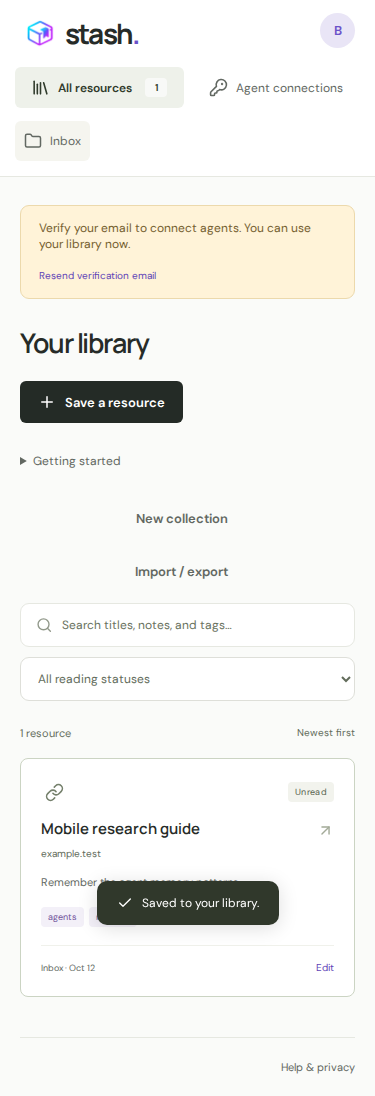 stash.
B
All resources 1
Agent connections
Inbox
Verify your email to connect agents. You can use
your library now.
Resend verification email
Your library
Save a resource
Getting started
New collection
Import / export
Search titles, notes, and tags…
All reading statuses
1 resource
Newest first
Unread
Mobile research guide
example.test
Remember
Saved to your library.
agents
Inbox · Oct 12
Edit
Help & privacy